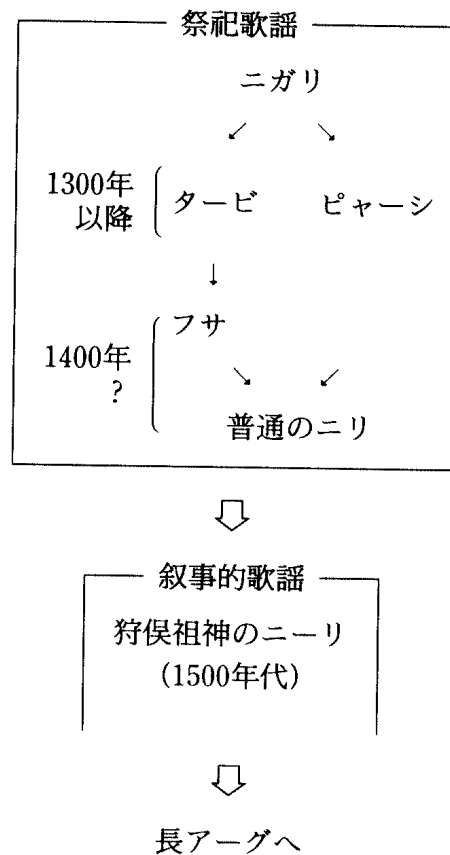 祭祀歌謡
ニガリ
↙ ↘
1300年
以降
タービ ピャーシ
↓
フサ
1400年
?
↘ ↙
普通のニリ
⇩
叙事的歌謡
狩俣祖神のニーリ
(1500年代)
⇩
長アーグへ